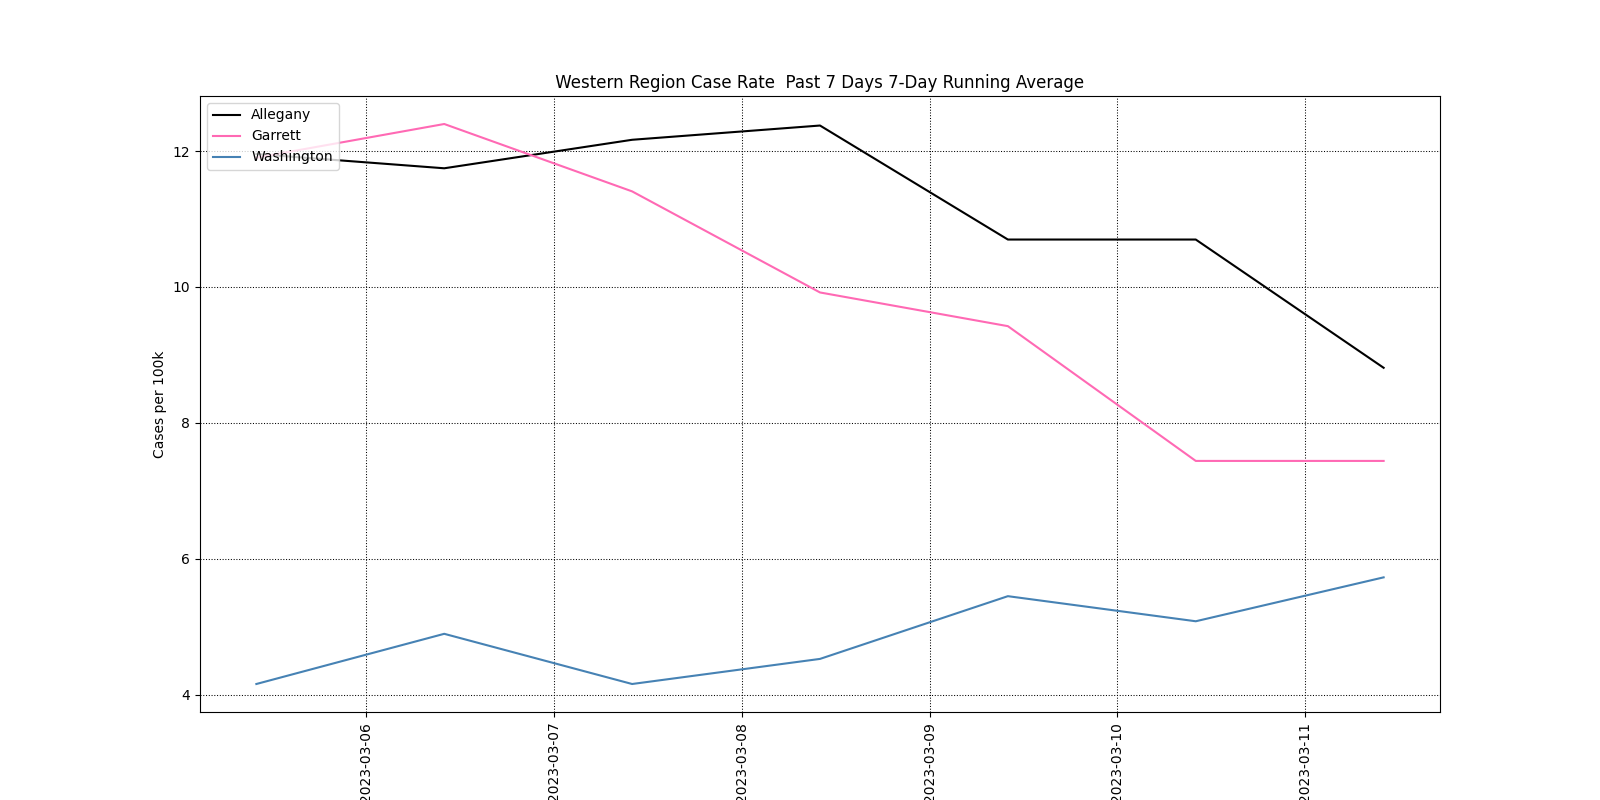 Western Region Case Rate  Past 7 Days 7-Day Running Average
Allegany
Garrett
Washington
12
10
8
6
4
Cases per 100k
2023-03-06
2023-03-07
2023-03-08
2023-03-09
2023-03-10
2023-03-11